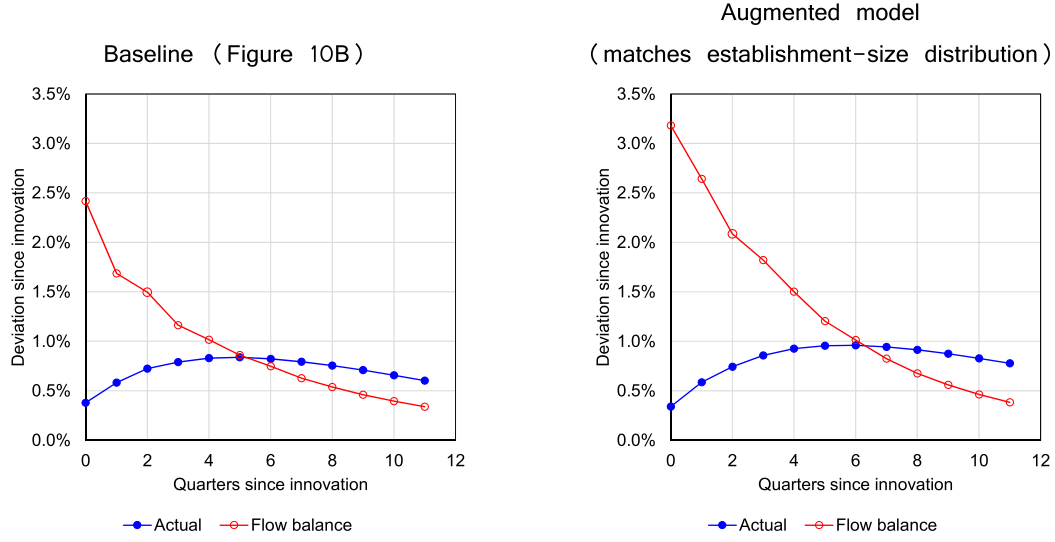 Baseline (Figure 10B)
3.5%
3.0%
2.5%
2.0%
1.5%
1.0%
0.5%
0.0%
Deviation since innovation
0 2 4 6 8 10 12
Quarters since innovation
Actual Flow balance
Augmented model
(matches establishment-size distribution)
3.5%
3.0%
2.5%
2.0%
1.5%
1.0%
0.5%
0.0%
Deviation since innovation
0 2 4 6 8 10 12
Quarters since innovation
Actual Flow balance